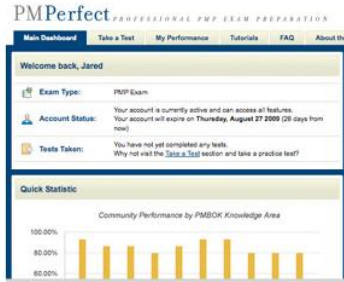 PMPerfect PROFESSIONAL PMP EXAM PREPARATION
Main Dashboard Take a Test My Performance Tutorials FAQ About th
Welcome back, Jared
Exam Type: PMP Exam
Account Status: Your account is currently active and can access all features.
Your account will expire on Thursday, August 27 2009 (28 days from
now)
Tests Taken: You have not yet completed any tests.
Why not visit the Take a Test section and take a practice test?
Quick Statistic
Community Performance by PMBOK Knowledge Area
100.00%
80.00%
60.00%